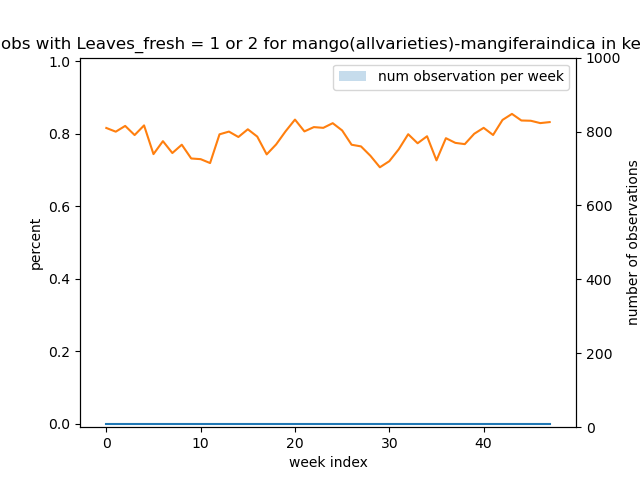 obs with Leaves_fresh = 1 or 2 for mango(allvarieties)-mangiferaindica in ke
num observation per week
1.0
0.8
0.6
0.4
0.2
0.0
percent
1000
800
600
400
200
0
number of observations
0 10 20 30 40
week index